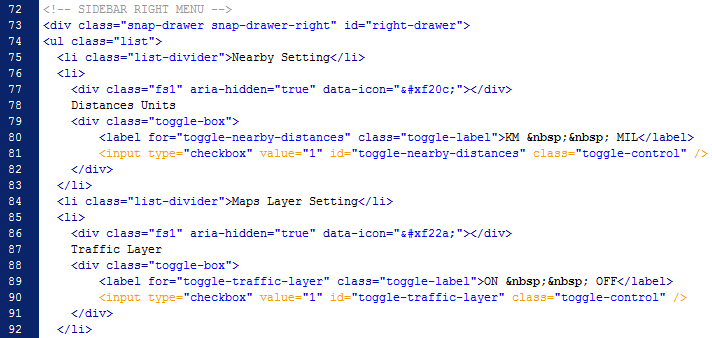 72 <!-- SIDEBAR RIGHT MENU -->
73 <div class="snap-drawer snap-drawer-right" id="right-drawer">
74 <ul class="list">
75 <li class="list-divider">Nearby Setting</li>
76 <li>
77 <div class="fs1" aria-hidden="true" data-icon="&#xf20c;"></div>
78 Distances Units
79 <div class="toggle-box">
80 <label for="toggle-nearby-distances" class="toggle-label">KM &nbsp;&nbsp; MIL</label>
81 <input type="checkbox" value="1" id="toggle-nearby-distances" class="toggle-control" />
82 </div>
83 </li>
84 <li class="list-divider">Maps Layer Setting</li>
85 <li>
86 <div class="fs1" aria-hidden="true" data-icon="&#xf22a;"></div>
87 Traffic Layer
88 <div class="toggle-box">
89 <label for="toggle-traffic-layer" class="toggle-label">ON &nbsp;&nbsp; OFF</label>
90 <input type="checkbox" value="1" id="toggle-traffic-layer" class="toggle-control" />
91 </div>
92 </li>